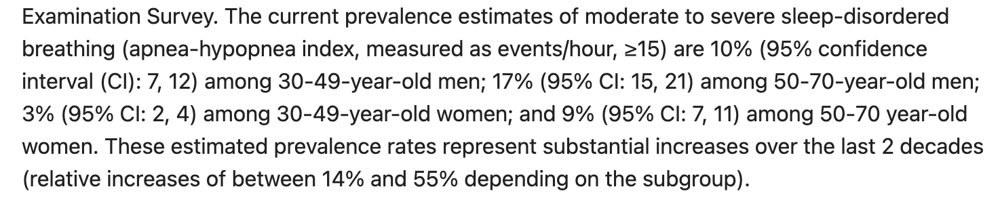 Examination Survey. The current prevalence estimates of moderate to severe sleep-disordered
breathing (apnea-hypopnea index, measured as events/hour, ≥15) are 10% (95% confidence
interval (CI): 7, 12) among 30-49-year-old men; 17% (95% CI: 15, 21) among 50-70-year-old men;
3% (95% CI: 2, 4) among 30-49-year-old women; and 9% (95% CI: 7, 11) among 50-70 year-old
women. These estimated prevalence rates represent substantial increases over the last 2 decades
(relative increases of between 14% and 55% depending on the subgroup).